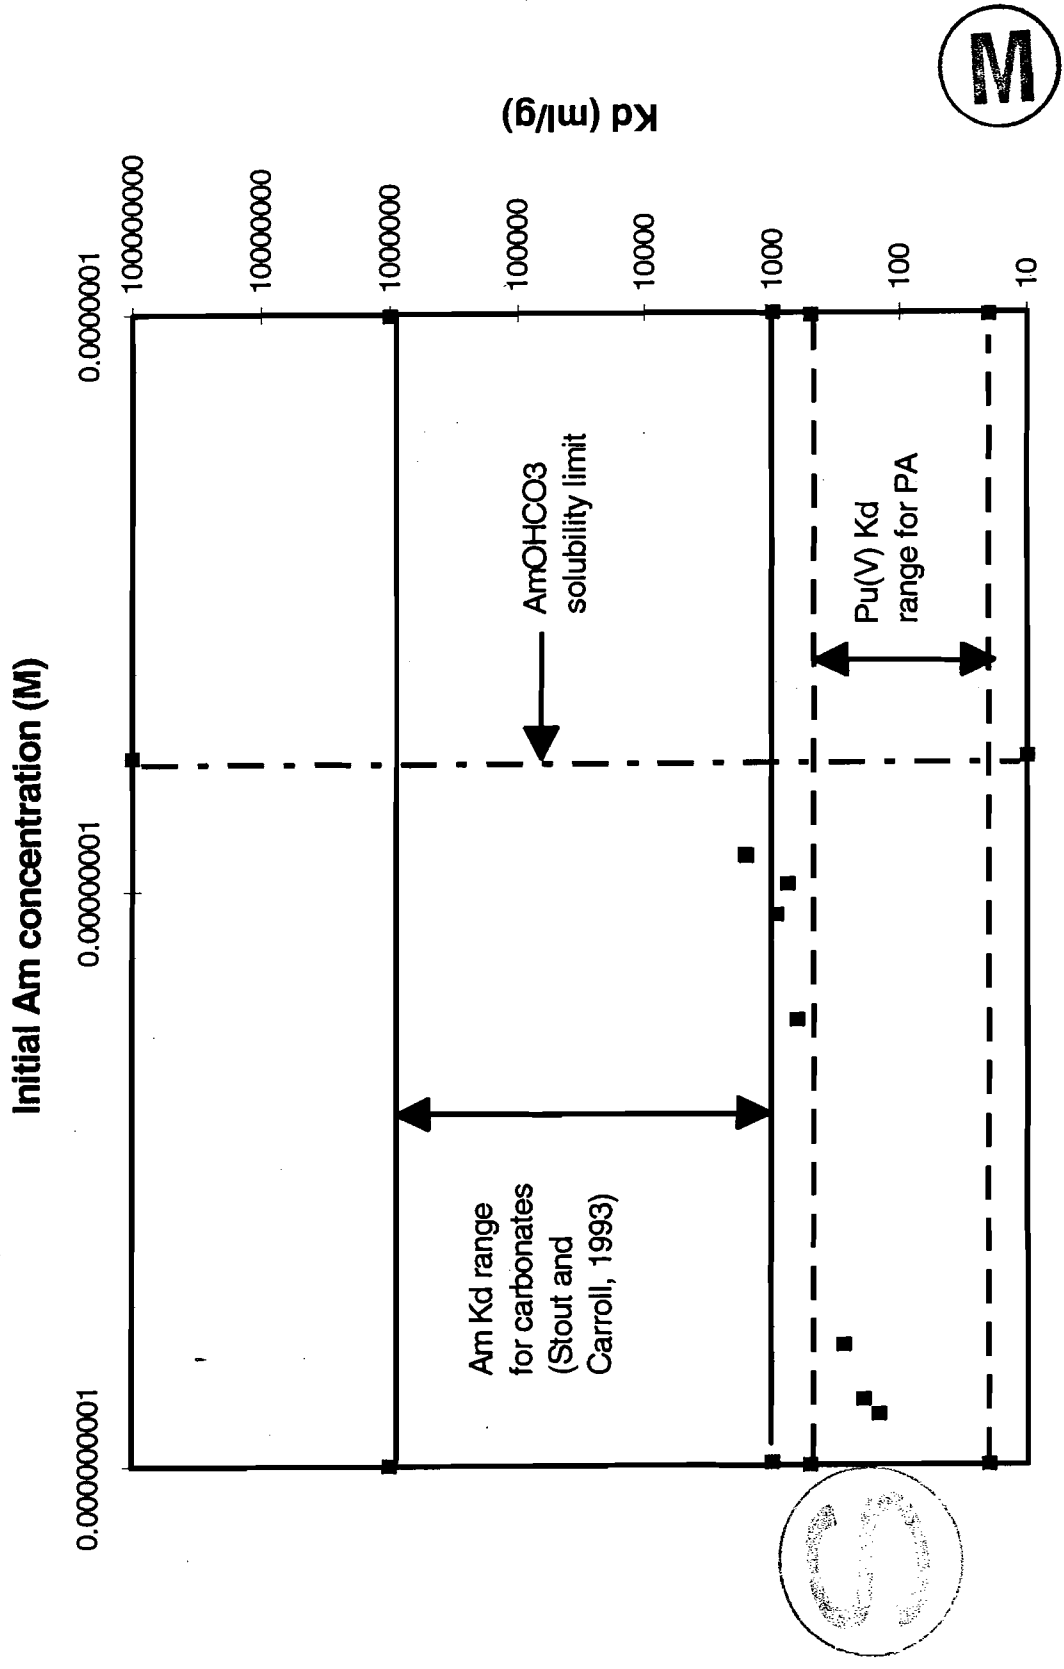 Initial Am concentration (M)
0.000000001
0.00000001
0.0000001
100000000
10000000
1000000
100000
10000
1000
100
10
Kd (ml/g)
Am Kd range
for carbonates
(Stout and
Carroll, 1993)
AmOHCO3
solubility limit
Pu(V) Kd
range for PA
S
M